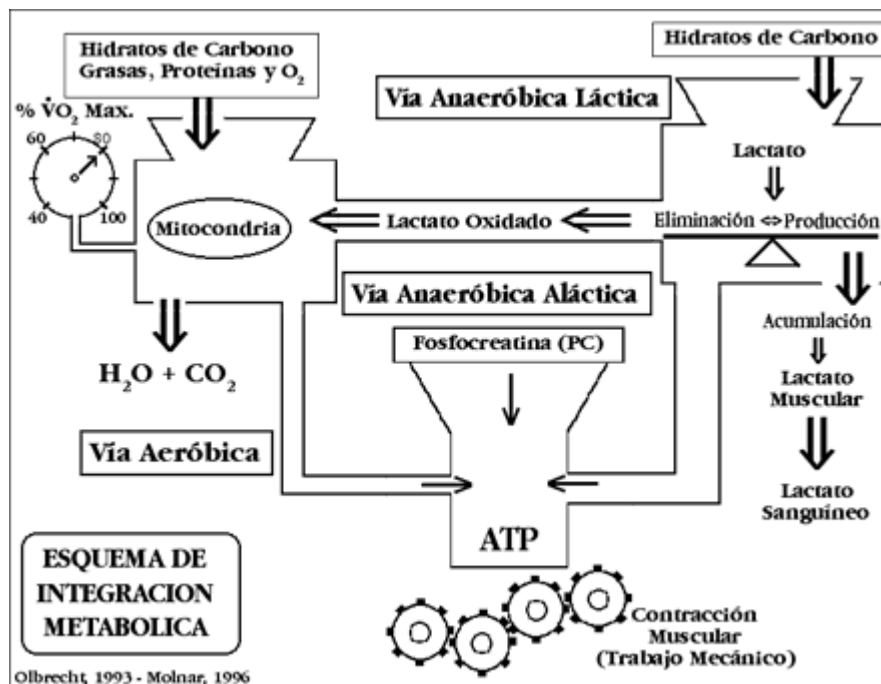 Hidratos de Carbono
Grasas, Proteínas y O₂
Hidratos de Carbono
Vía Anaeróbica Láctica
% V̇O₂ Max.
60
80
40
100
Lactato
Mitocondria
Lactato Oxidado
Eliminación ⇔ Producción
Vía Anaeróbica Aláctica
Fosfocreatina (PC)
Acumulación
H₂O + CO₂
Lactato
Muscular
Vía Aeróbica
Lactato
Sanguíneo
ATP
ESQUEMA DE
INTEGRACION
METABOLICA
Contracción
Muscular
(Trabajo Mecánico)
Olbrecht, 1993 - Molnar, 1996